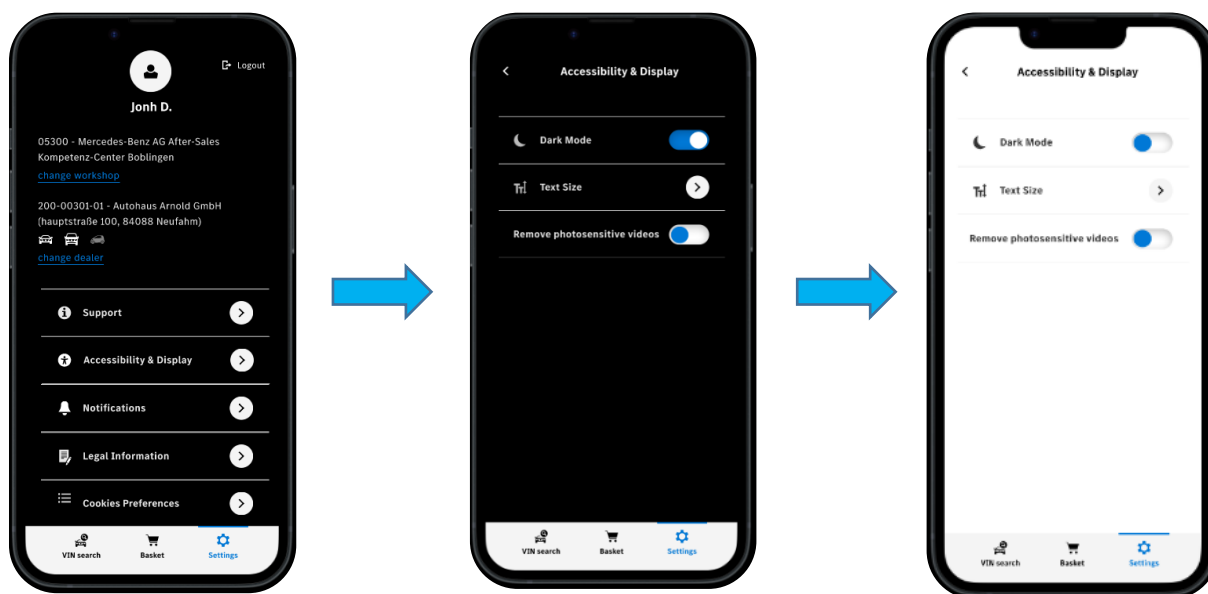 Logout
Jonh D.
05300 - Mercedes-Benz AG After-Sales
Kompetenz-Center Boblingen
change workshop
200-00301-01 - Autohaus Arnold GmbH
(hauptstraße 100, 84088 Neufahm)
change dealer
Support
Accessibility & Display
Notifications
Legal Information
Cookies Preferences
VIN search
Basket
Settings
Accessibility & Display
Dark Mode
Text Size
Remove photosensitive videos
VIN search
Basket
Settings
Accessibility & Display
Dark Mode
Text Size
Remove photosensitive videos
VIN search
Basket
Settings